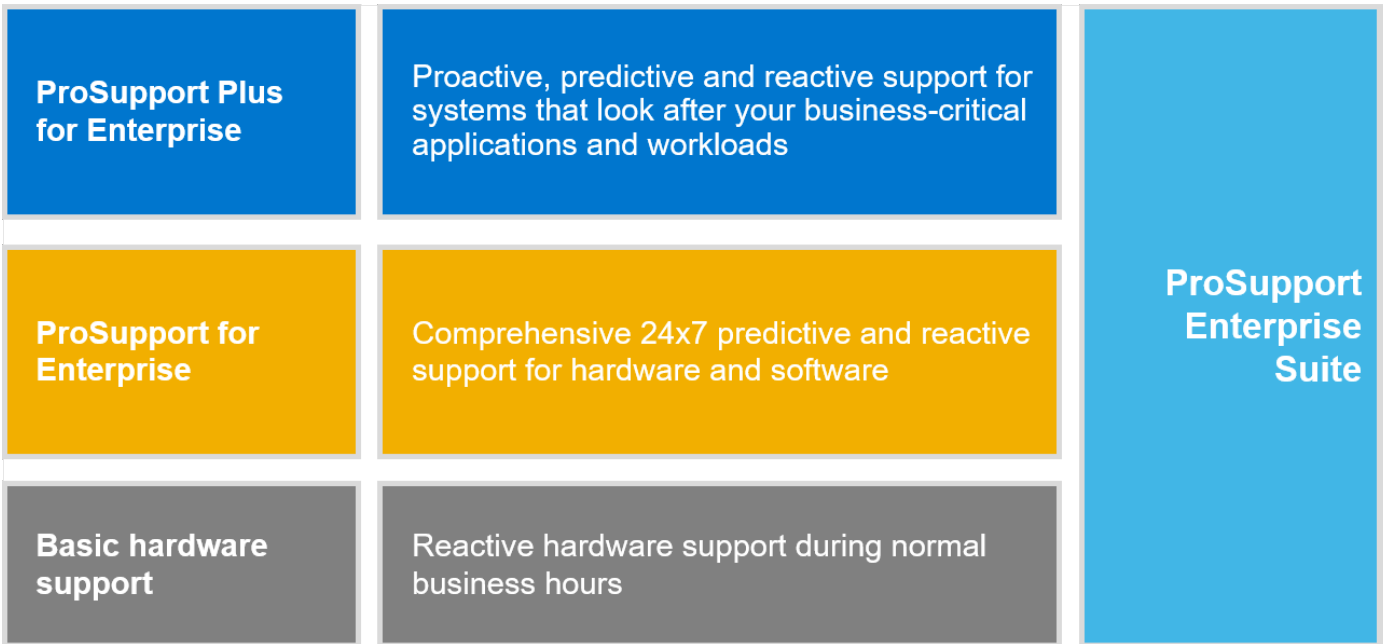 ProSupport Plus
for Enterprise
Proactive, predictive and reactive support for
systems that look after your business-critical
applications and workloads
ProSupport for
Enterprise
Comprehensive 24x7 predictive and reactive
support for hardware and software
Basic hardware
support
Reactive hardware support during normal
business hours
ProSupport
Enterprise
Suite